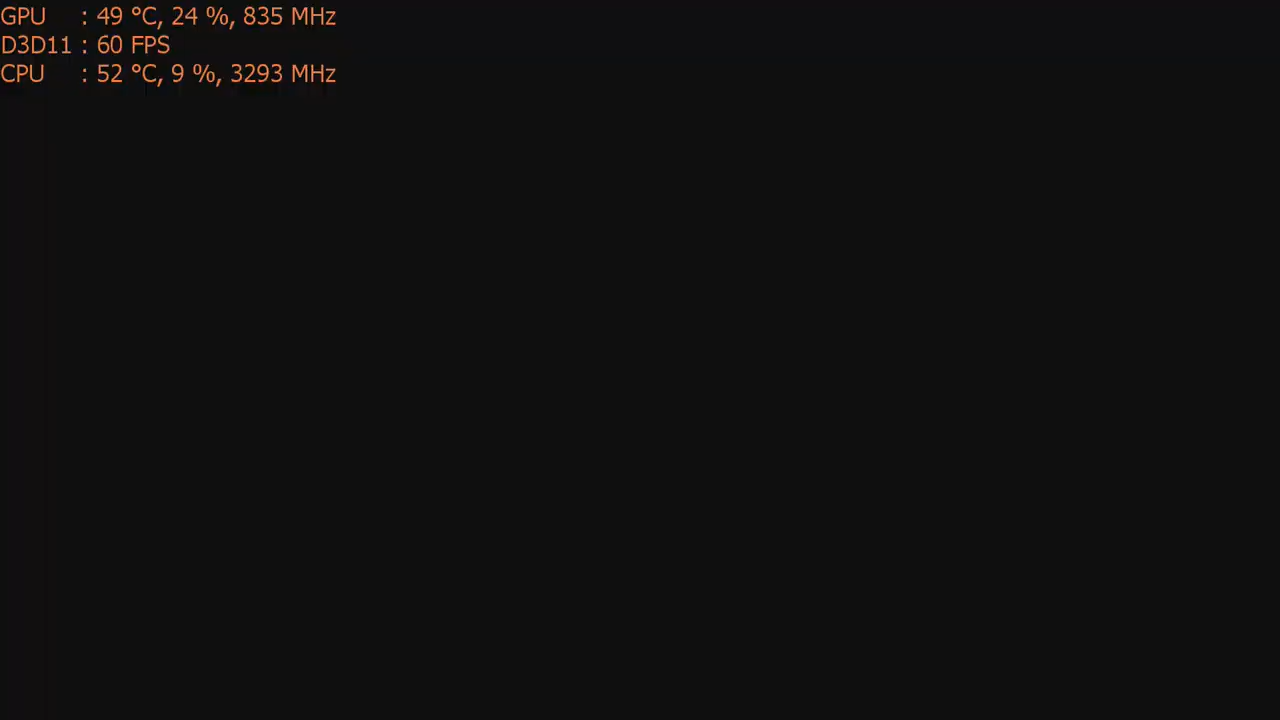 GPU : 49 °C, 24 %, 835 MHz
D3D11 : 60 FPS
CPU : 52 °C, 9 %, 3293 MHz